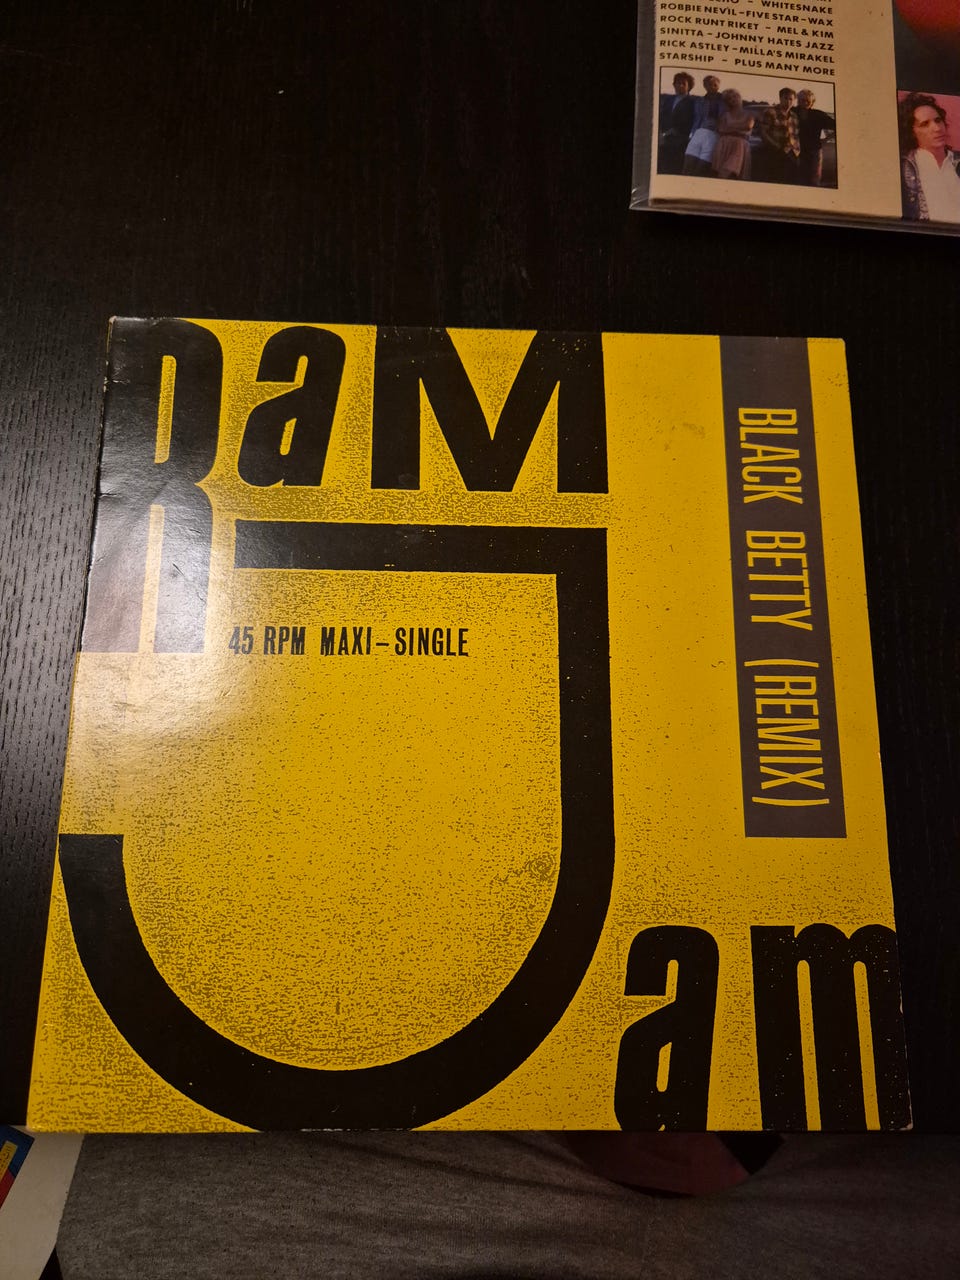 WHITESNAKE
ROBBIE NEVIL–FIVE STAR–WAX
ROCK RUNT RIKET – MEL & KIM
SINITTA – JOHNNY HATES JAZZ
RICK ASTLEY–MILLA'S MIRAKEL
STARSHIP – PLUS MANY MORE
RaM
Jam
45 RPM MAXI–SINGLE
BLACK BETTY (REMIX)